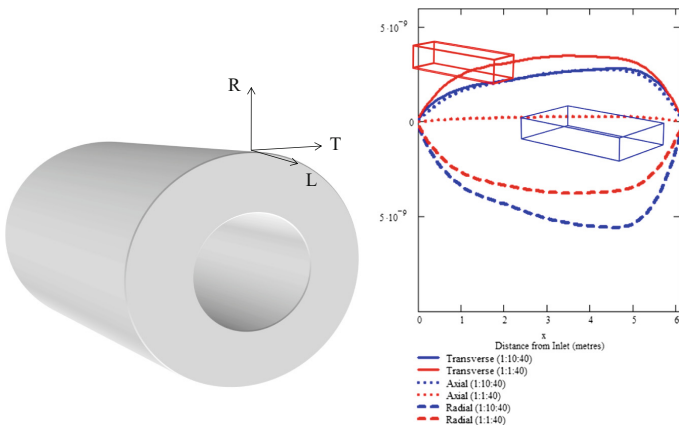 R
T
L
5·10⁻⁹
0
5·10⁻⁹
0 1 2 3 4 5 6
x
Distance from Inlet (metres)
Transverse (1:10:40)
Transverse (1:1:40)
Axial (1:10:40)
Axial (1:1:40)
Radial (1:10:40)
Radial (1:1:40)